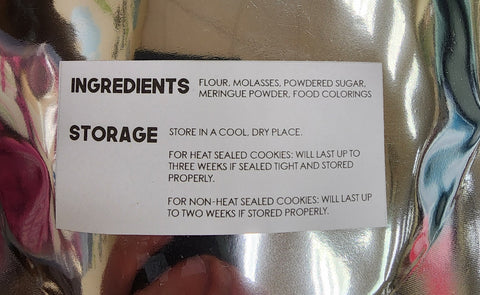 INGREDIENTS FLOUR, MOLASSES, POWDERED SUGAR,
MERINGUE POWDER, FOOD COLORINGS
STORAGE STORE IN A COOL, DRY PLACE.
FOR HEAT SEALED COOKIES: WILL LAST UP TO
THREE WEEKS IF SEALED TIGHT AND STORED
PROPERLY.
FOR NON-HEAT SEALED COOKIES: WILL LAST UP
TO TWO WEEKS IF STORED PROPERLY.